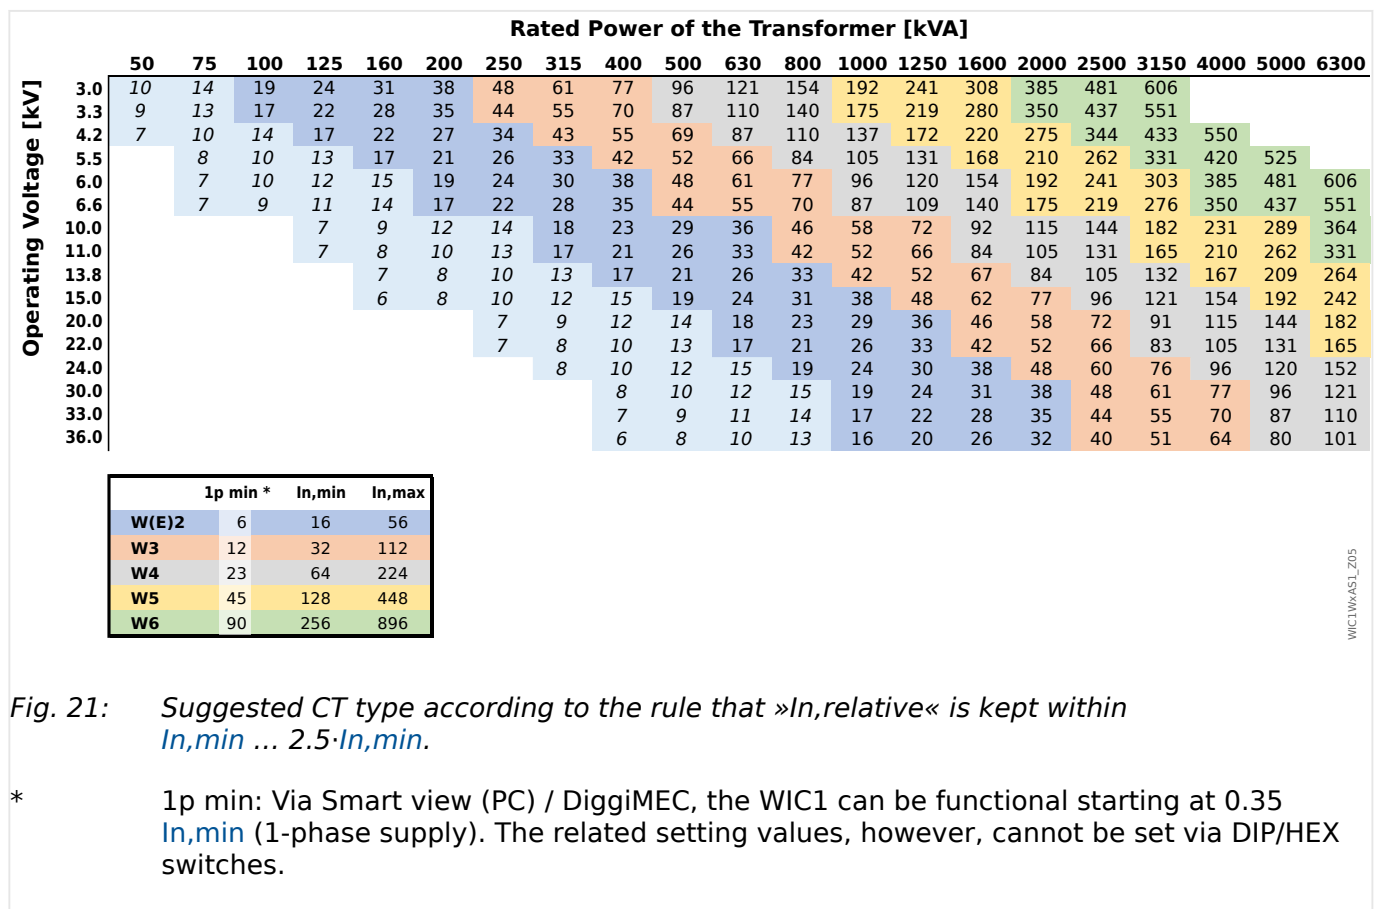 Rated Power of the Transformer [kVA]
50 75 100 125 160 200 250 315 400 500 630 800 1000 1250 1600 2000 2500 3150 4000 5000 6300
Operating Voltage [kV]
3.0 10 14 19 24 31 38 48 61 77 96 121 154 192 241 308 385 481 606
3.3 9 13 17 22 28 35 44 55 70 87 110 140 175 219 280 350 437 551
4.2 7 10 14 17 22 27 34 43 55 69 87 110 137 172 220 275 344 433 550
5.5 8 10 13 17 21 26 33 42 52 66 84 105 131 168 210 262 331 420 525
6.0 7 10 12 15 19 24 30 38 48 61 77 96 120 154 192 241 303 385 481 606
6.6 7 9 11 14 17 22 28 35 44 55 70 87 109 140 175 219 276 350 437 551
10.0 7 9 12 14 18 23 29 36 46 58 72 92 115 144 182 231 289 364
11.0 7 8 10 13 17 21 26 33 42 52 66 84 105 131 165 210 262 331
13.8 7 8 10 13 17 21 26 33 42 52 67 84 105 132 167 209 264
15.0 6 8 10 12 15 19 24 31 38 48 62 77 96 121 154 192 242
20.0 7 9 12 14 18 23 29 36 46 58 72 91 115 144 182
22.0 7 8 10 13 17 21 26 33 42 52 66 83 105 131 165
24.0 8 10 12 15 19 24 30 38 48 60 76 96 120 152
30.0 8 10 12 15 19 24 31 38 48 61 77 96 121
33.0 7 9 11 14 17 22 28 35 44 55 70 87 110
36.0 6 8 10 13 16 20 26 32 40 51 64 80 101
1p min * In,min In,max
W(E)2 6 16 56
W3 12 32 112
W4 23 64 224
W5 45 128 448
W6 90 256 896
WIC1WxAS1_Z05
Fig. 21: Suggested CT type according to the rule that »In,relative« is kept within
In,min … 2.5·In,min.
* 1p min: Via Smart view (PC) / DiggiMEC, the WIC1 can be functional starting at 0.35
In,min (1-phase supply). The related setting values, however, cannot be set via DIP/HEX
switches.